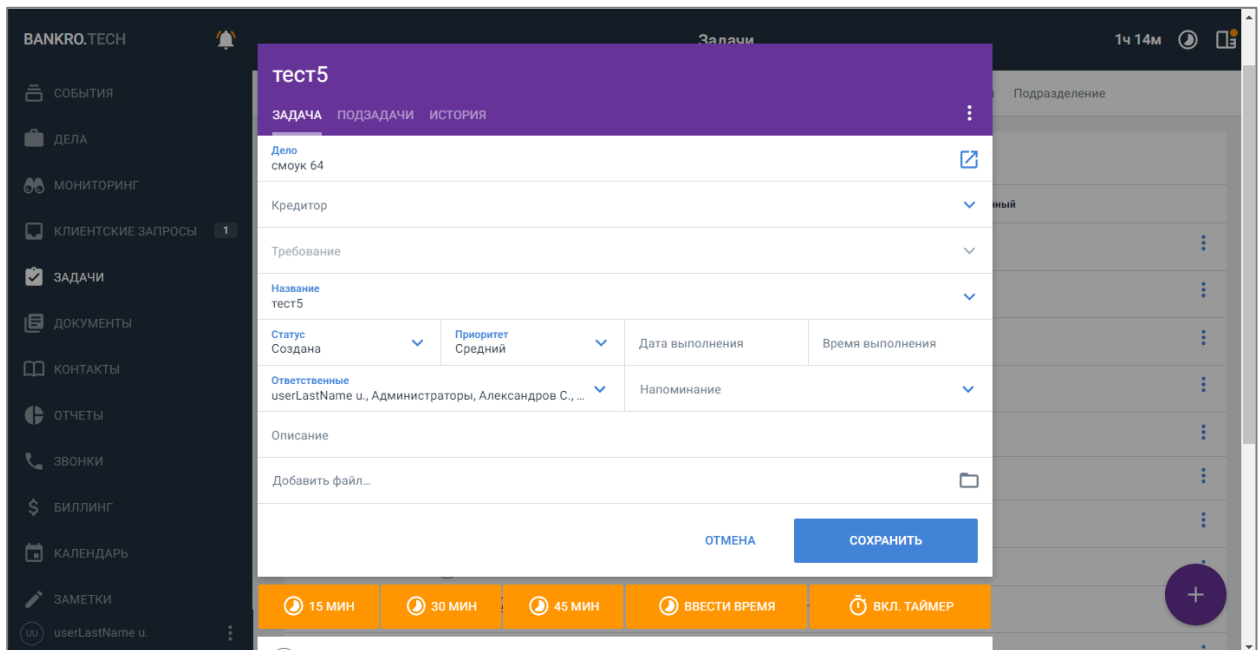 BANKRO.TECH
Задачи
1ч 14м
СОБЫТИЯ
ДЕЛА
МОНИТОРИНГ
КЛИЕНТСКИЕ ЗАПРОСЫ 1
ЗАДАЧИ
ДОКУМЕНТЫ
КОНТАКТЫ
ОТЧЕТЫ
ЗВОНКИ
БИЛЛИНГ
КАЛЕНДАРЬ
ЗАМЕТКИ
UU userLastName u.
тест5
ЗАДАЧА ПОДЗАДАЧИ ИСТОРИЯ
Дело
смоук 64
Кредитор
Требование
Название
тест5
Статус Приоритет
Создана Средний Дата выполнения Время выполнения
Ответственные
userLastName u., Администраторы, Александров С., ... Напоминание
Описание
Добавить файл...
ОТМЕНА СОХРАНИТЬ
15 МИН 30 МИН 45 МИН ВВЕСТИ ВРЕМЯ ВКЛ. ТАЙМЕР
Подразделение
нный